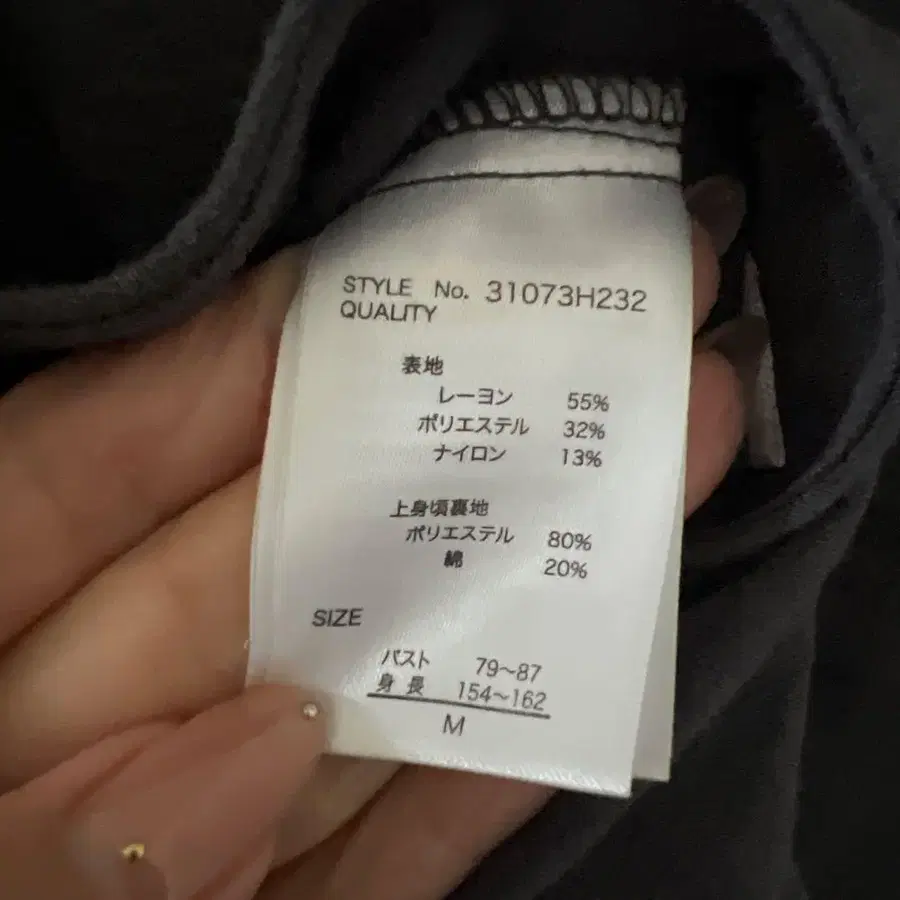 STYLE No. 31073H232
QUALITY
表地
レーヨン 55%
ポリエステル 32%
ナイロン 13%
上身頃裏地
ポリエステル 80%
綿 20%
SIZE
バスト 79～87
身長 154～162
M